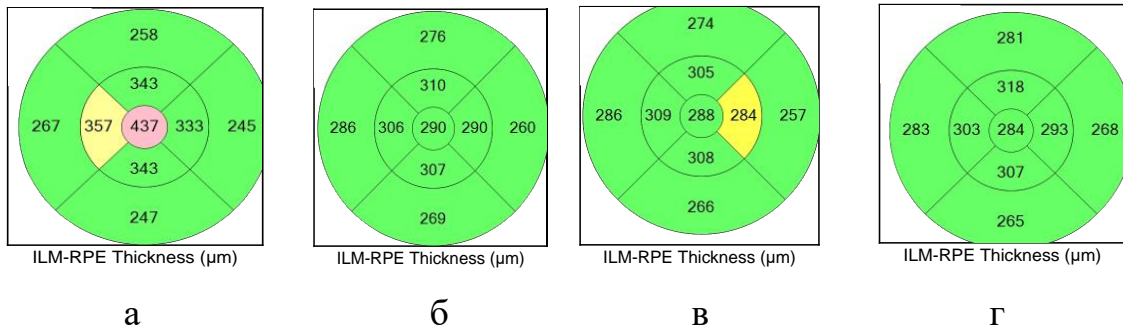 258
343
267 357 437 333 245
343
247
ILM-RPE Thickness (μm)
а
276
310
286 306 290 290 260
307
269
ILM-RPE Thickness (μm)
б
274
305
286 309 288 284 257
308
266
ILM-RPE Thickness (μm)
в
281
318
283 303 284 293 268
307
265
ILM-RPE Thickness (μm)
г